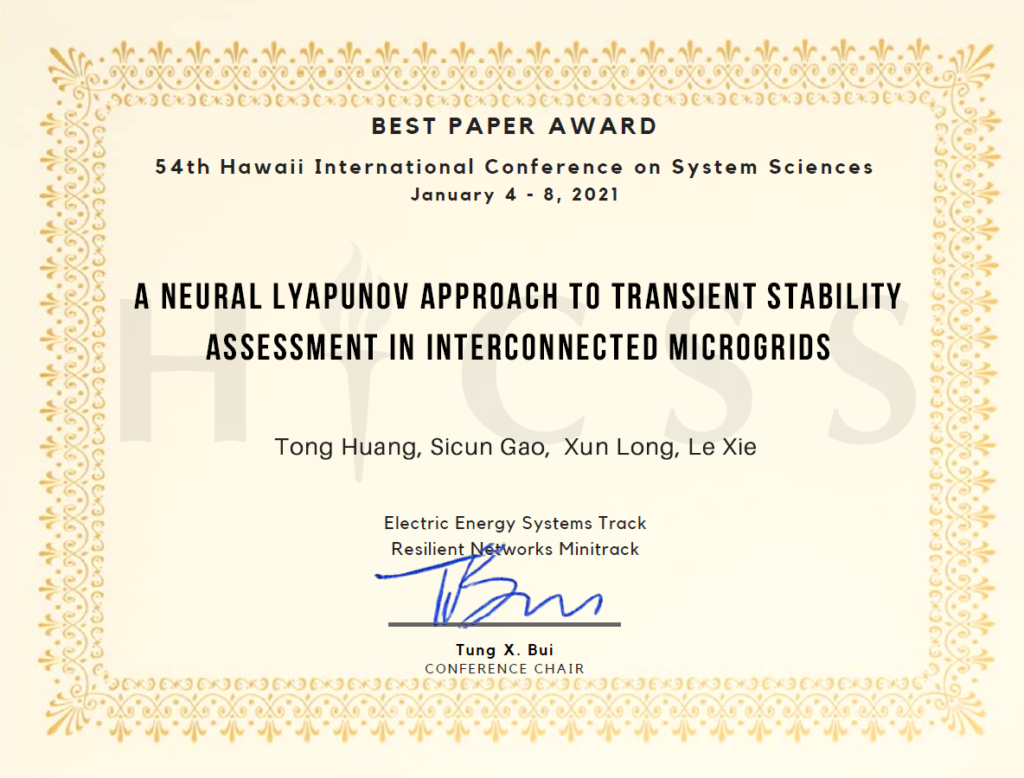 BEST PAPER AWARD
54th Hawaii International Conference on System Sciences
January 4 - 8, 2021
HICSS
A NEURAL LYAPUNOV APPROACH TO TRANSIENT STABILITY
ASSESSMENT IN INTERCONNECTED MICROGRIDS
Tong Huang, Sicun Gao,  Xun Long, Le Xie
Electric Energy Systems Track
Resilient Networks Minitrack
Tung X. Bui
CONFERENCE CHAIR